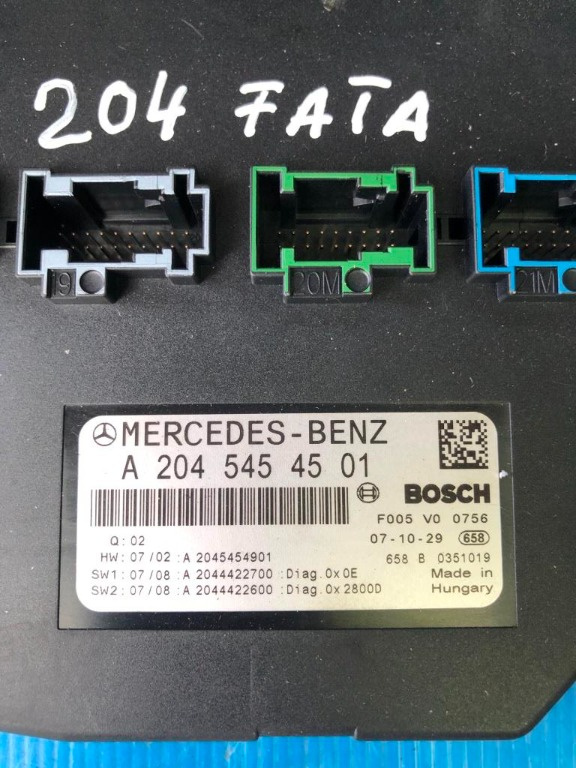 204 FATA
19
20M
21M
MERCEDES-BENZ
A 204 545 45 01
BOSCH
F005 V0 0756
Q: 02
07-10-29 658
HW: 07/02: A 2045454901
658 B 0351019
SW1: 07/08: A 2044422700 :Diag.0x0E
Made in
SW2: 07/08: A 2044422600 :Diag.0x2800D
Hungary